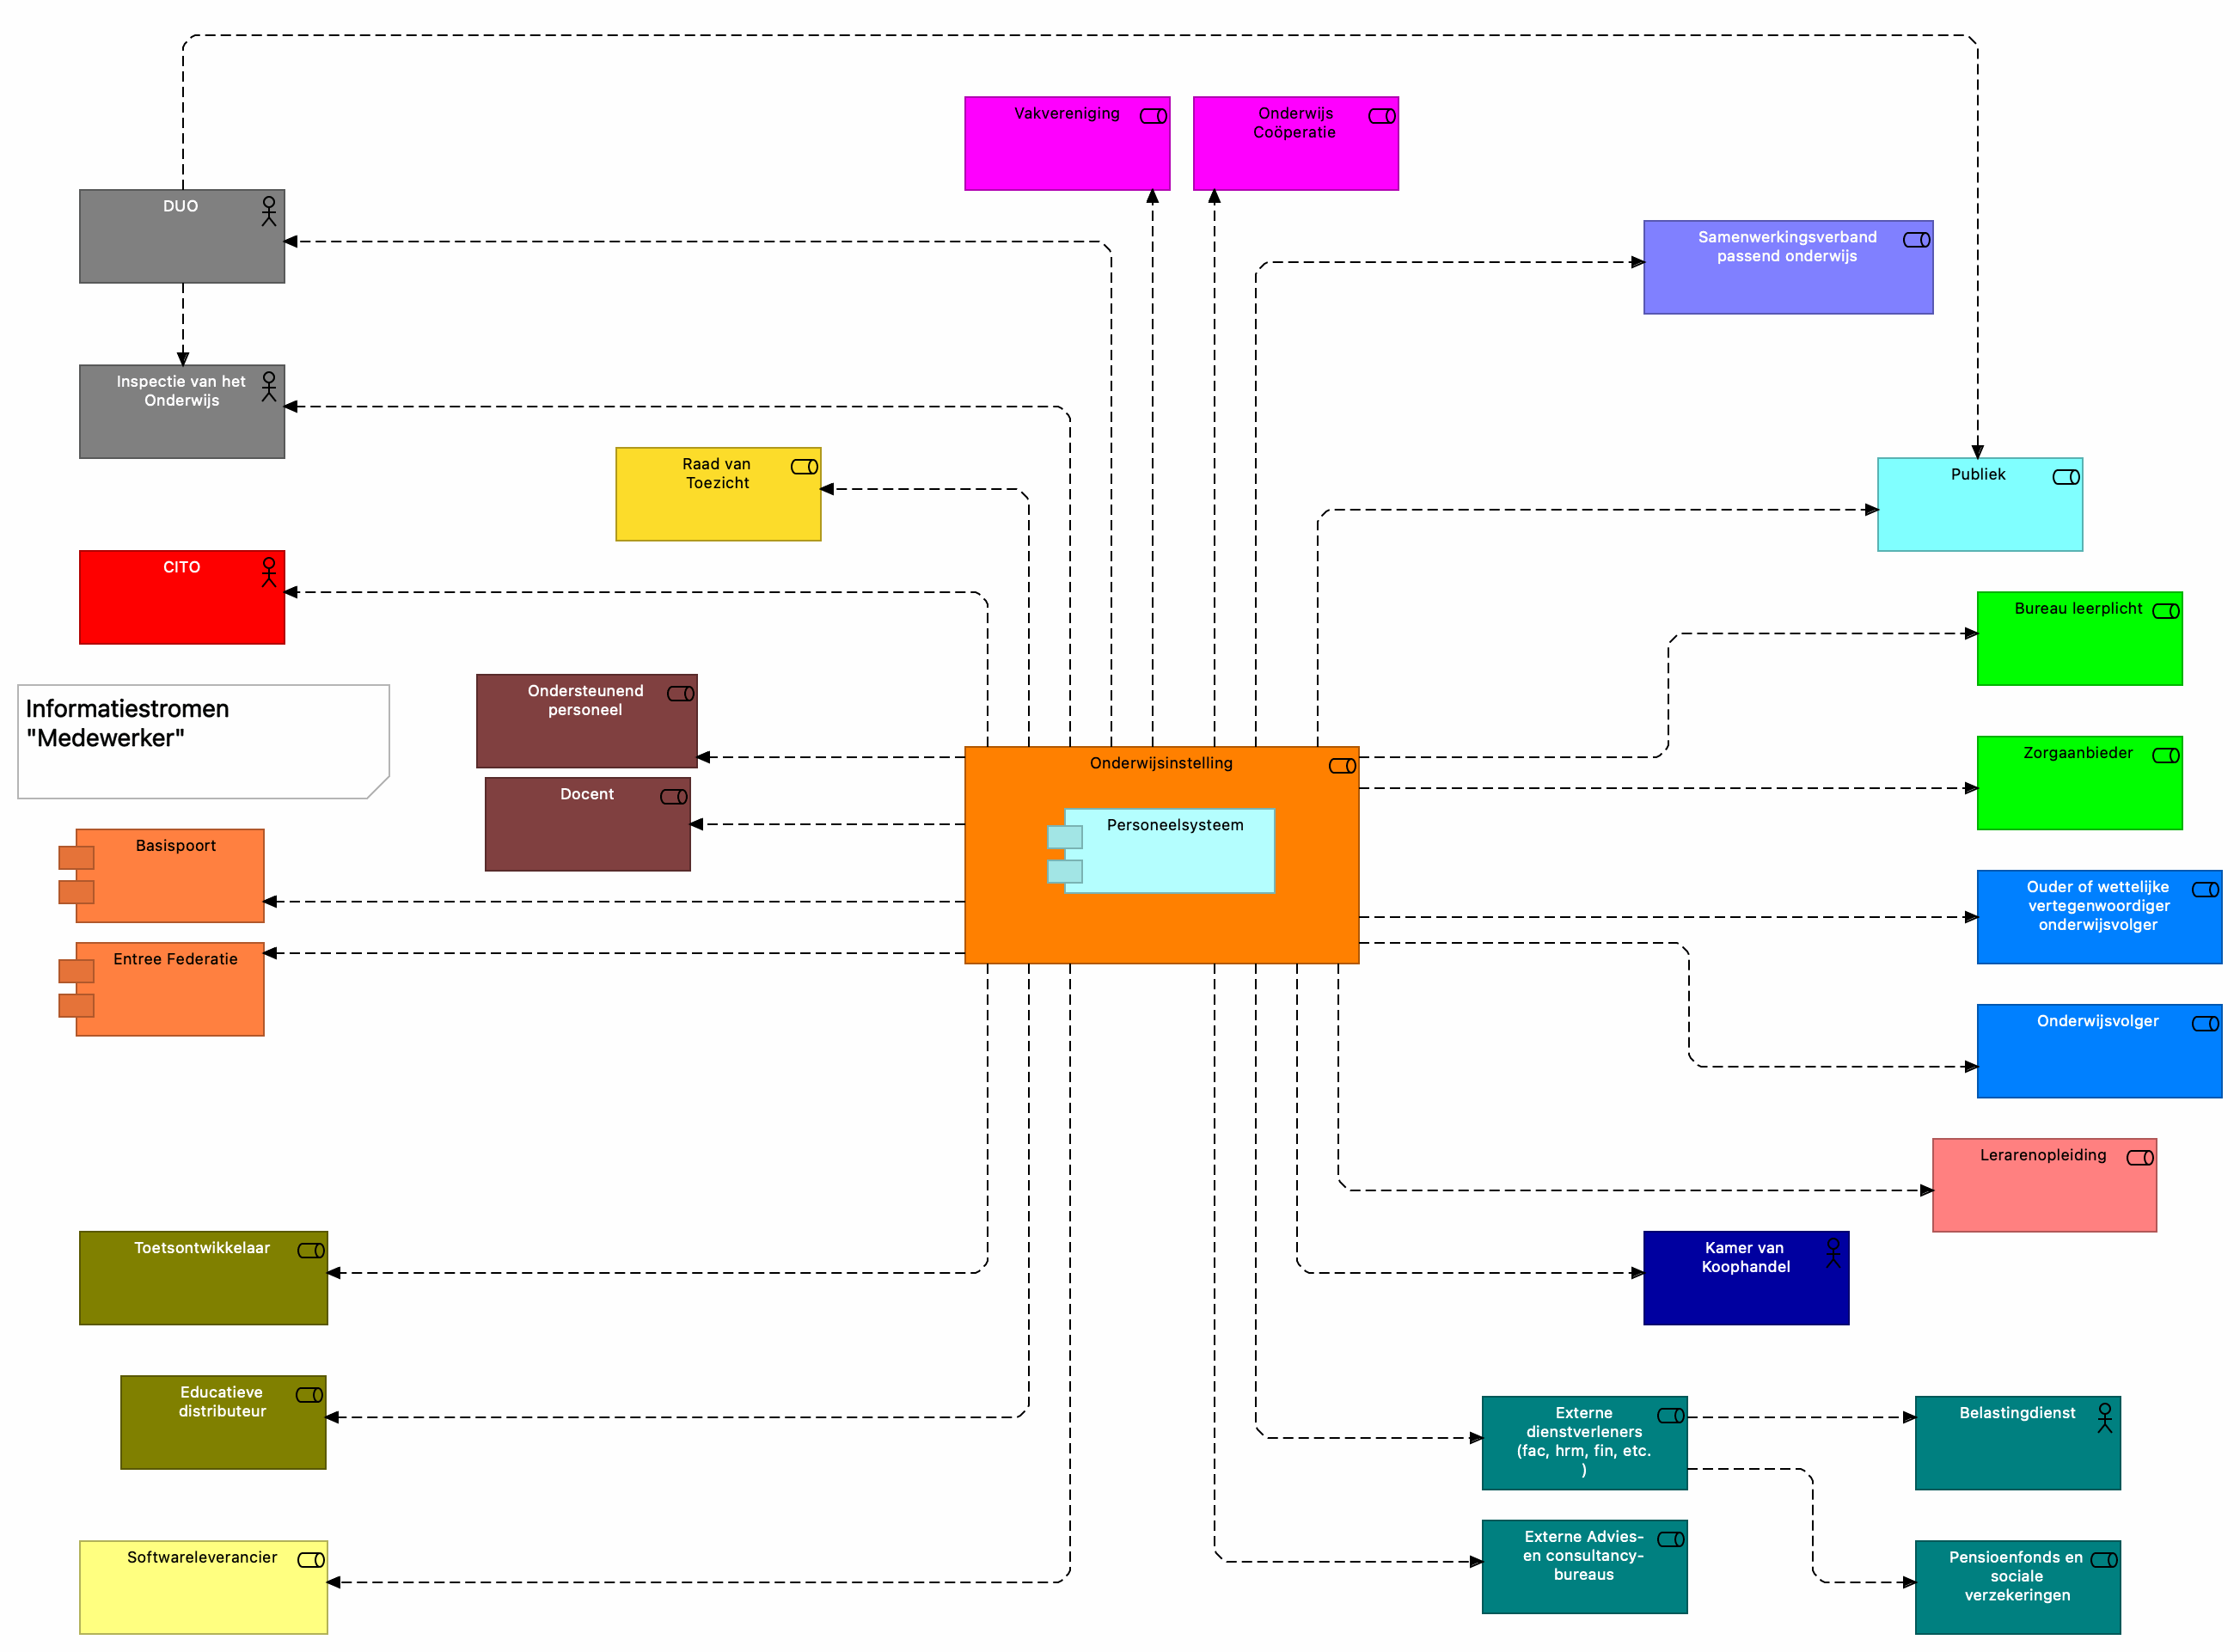 Vakvereniging
Onderwijs
Coöperatie
DUO
Samenwerkingsverband
passend onderwijs
Inspectie van het
Onderwijs
Raad van
Toezicht
Publiek
CITO
Bureau leerplicht
Ondersteunend
personeel
Informatiestromen
"Medewerker"
Onderwijsinstelling
Zorgaanbieder
Docent
Personeelsysteem
Basispoort
Ouder of wettelijke
vertegenwoordiger
onderwijsvolger
Entree Federatie
Onderwijsvolger
Lerarenopleiding
Toetsontwikkelaar
Kamer van
Koophandel
Educatieve
distributeur
Externe
dienstverleners
(fac, hrm, fin, etc.
)
Belastingdienst
Externe Advies-
en consultancy-
bureaus
Softwareleverancier
Pensioenfonds en
sociale
verzekeringen